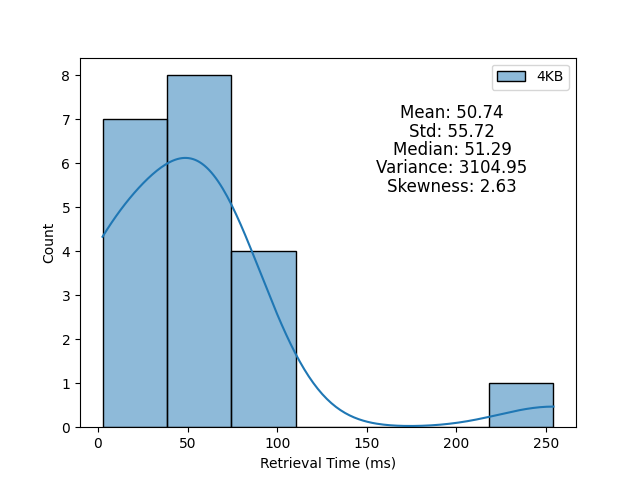 4KB
Mean: 50.74
Std: 55.72
Median: 51.29
Variance: 3104.95
Skewness: 2.63
Count
8
7
6
5
4
3
2
1
0
0 50 100 150 200 250
Retrieval Time (ms)